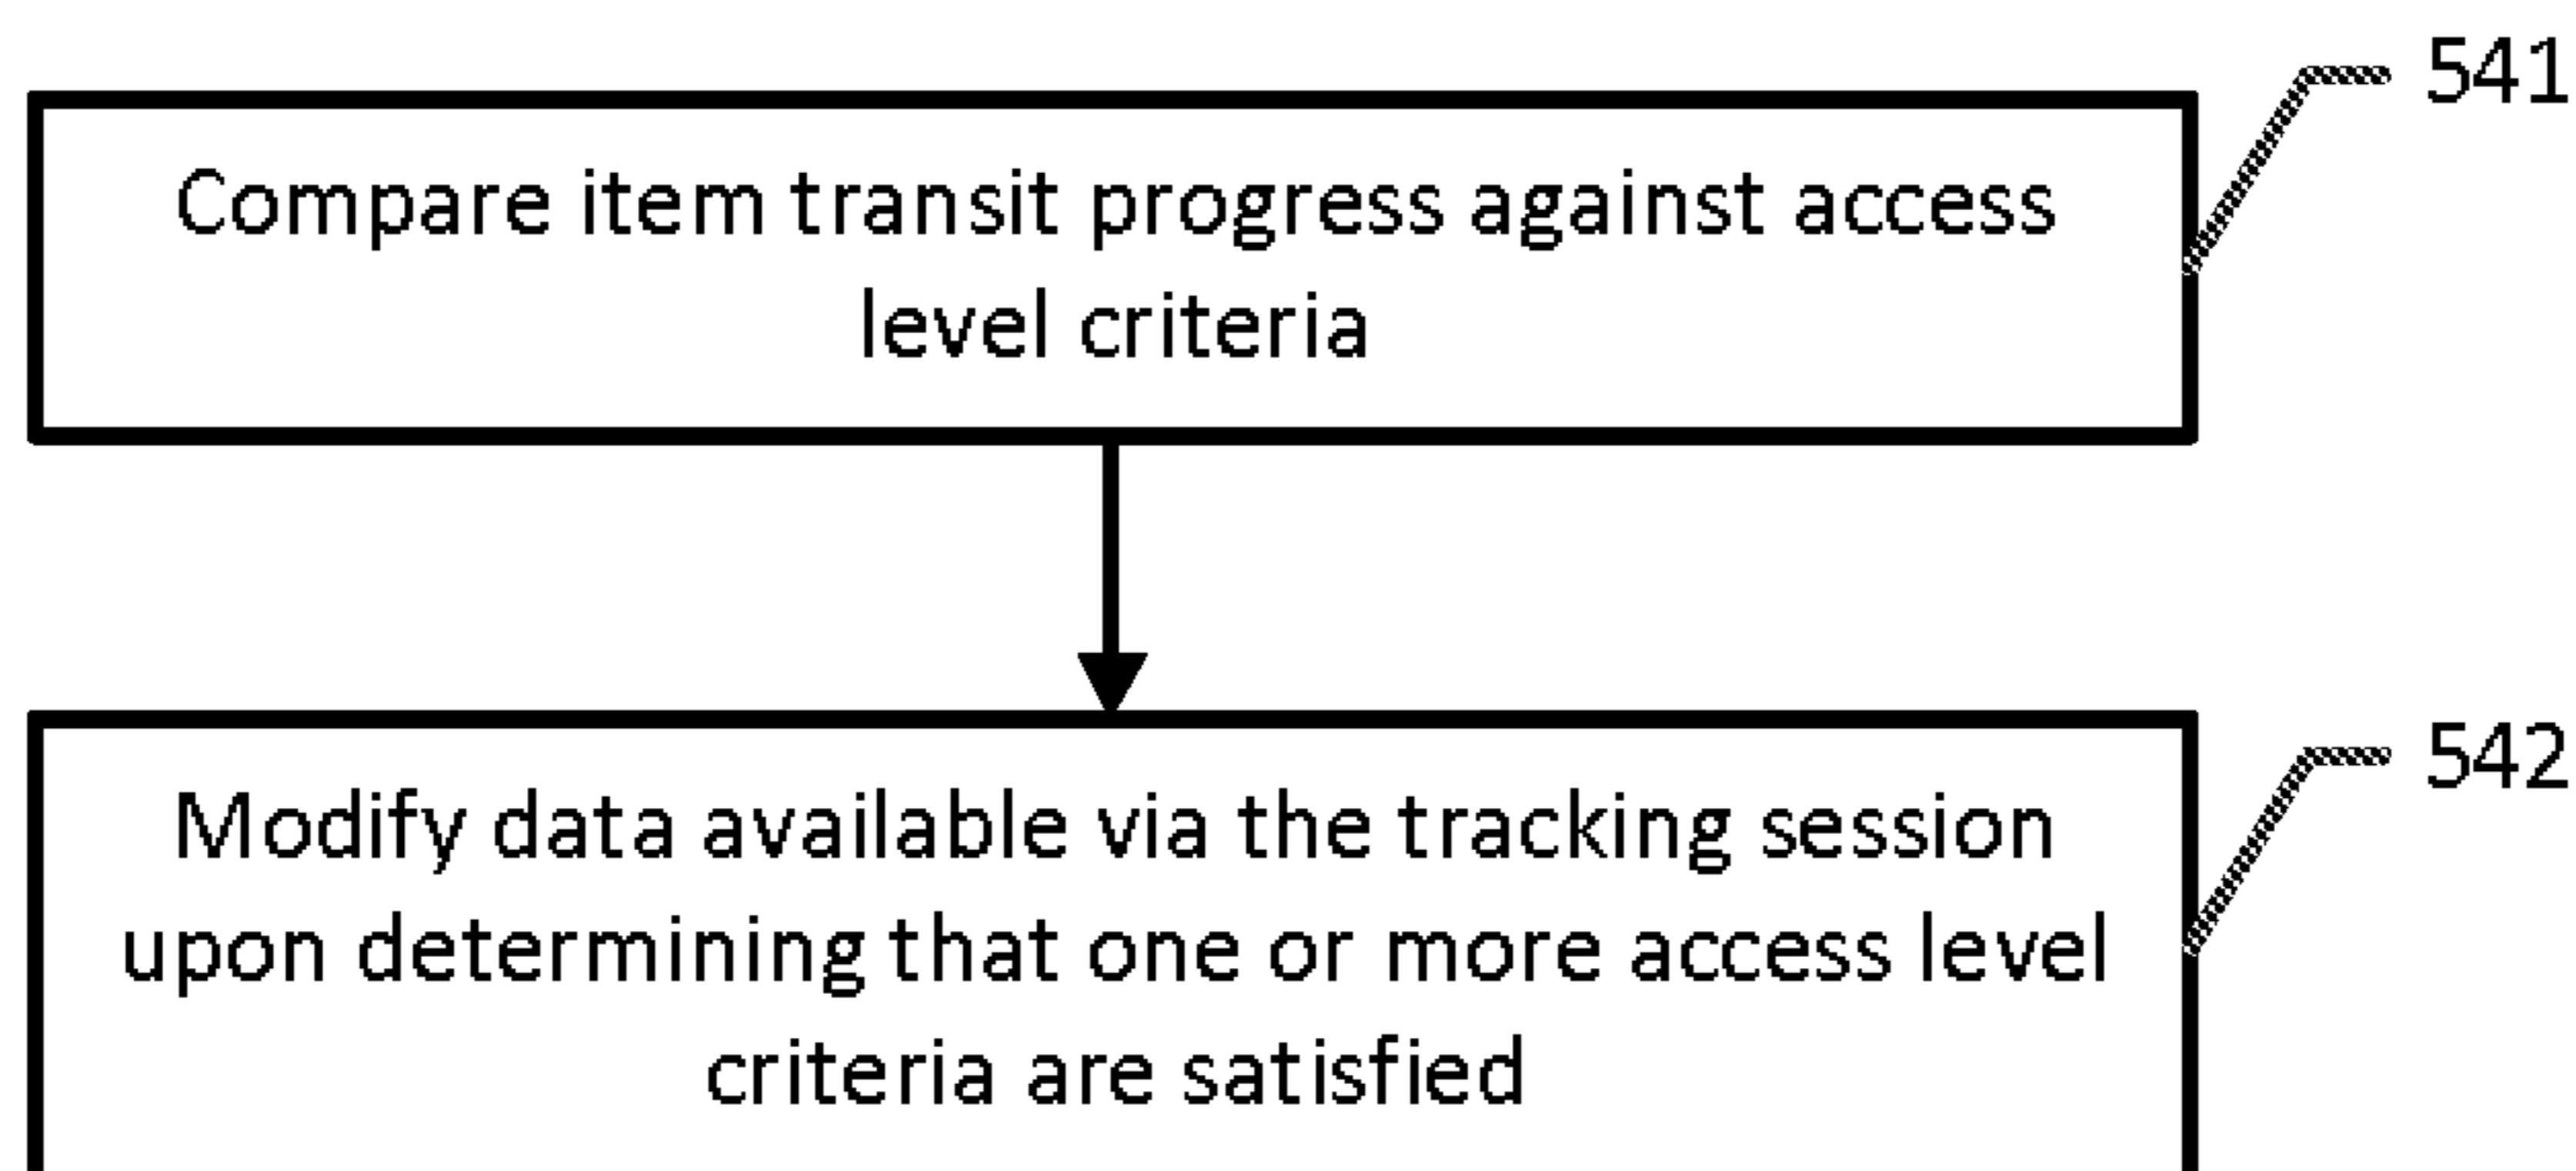 541
Compare item transit progress against access
level criteria
542
Modify data available via the tracking session
upon determining that one or more access level
criteria are satisfied